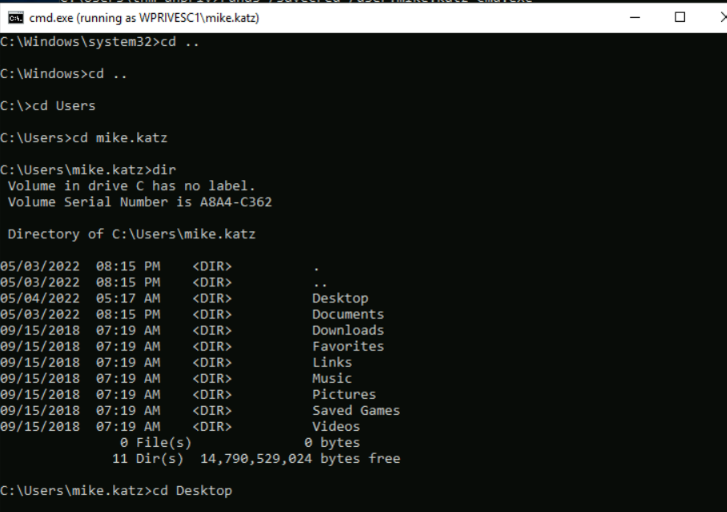 cmd.exe (running as WPRIVESC1\mike.katz)
C:\Windows\system32>cd ..
C:\Windows>cd ..
C:\>cd Users
C:\Users>cd mike.katz
C:\Users\mike.katz>dir
 Volume in drive C has no label.
 Volume Serial Number is A8A4-C362
 Directory of C:\Users\mike.katz
05/03/2022  08:15 PM    <DIR>          .
05/03/2022  08:15 PM    <DIR>          ..
05/04/2022  05:17 AM    <DIR>          Desktop
05/03/2022  08:15 PM    <DIR>          Documents
09/15/2018  07:19 AM    <DIR>          Downloads
09/15/2018  07:19 AM    <DIR>          Favorites
09/15/2018  07:19 AM    <DIR>          Links
09/15/2018  07:19 AM    <DIR>          Music
09/15/2018  07:19 AM    <DIR>          Pictures
09/15/2018  07:19 AM    <DIR>          Saved Games
09/15/2018  07:19 AM    <DIR>          Videos
               0 File(s)              0 bytes
              11 Dir(s)  14,790,529,024 bytes free
C:\Users\mike.katz>cd Desktop